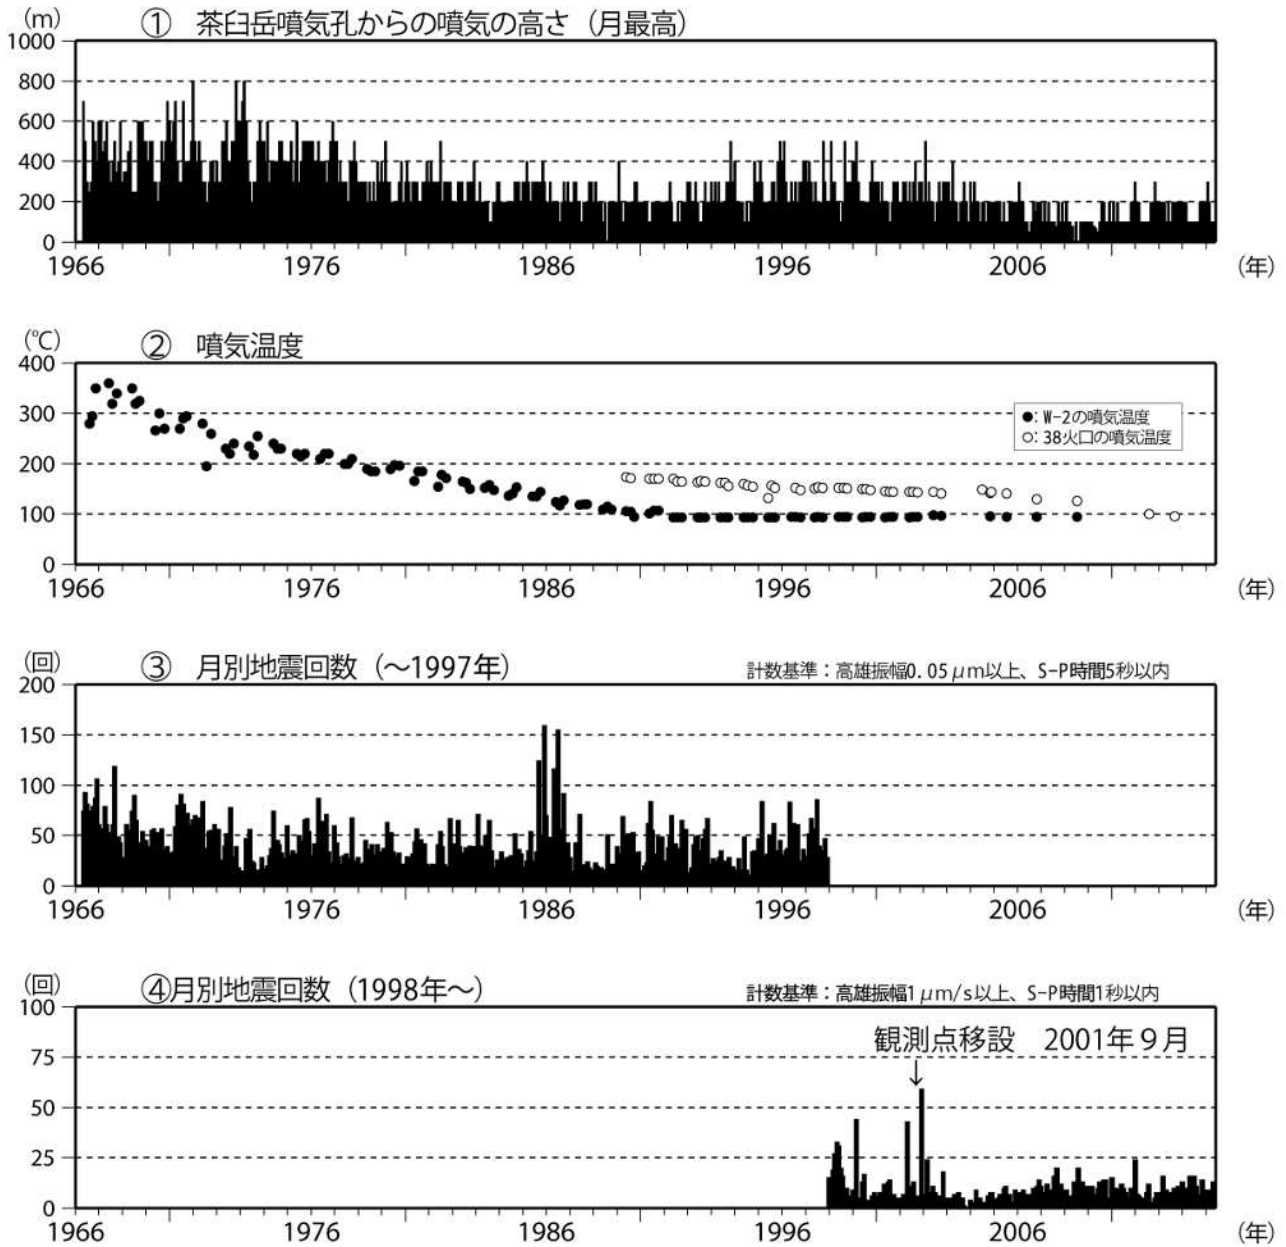 (m)
① 茶臼岳噴気孔からの噴気の高さ（月最高）
1000
800
600
400
200
0
1966 1976 1986 1996 2006 (年)
(℃)
② 噴気温度
400
300
200
100
0
●: W-2の噴気温度
○: 38火口の噴気温度
1966 1976 1986 1996 2006 (年)
(回)
③ 月別地震回数（～1997年）
計数基準：高雄振幅0.05μm以上、S-P時間5秒以内
200
150
100
50
0
1966 1976 1986 1996 2006 (年)
(回)
④月別地震回数（1998年～）
計数基準：高雄振幅1μm/s以上、S-P時間1秒以内
100
75
50
25
0
観測点移設 2001年９月
↓
1966 1976 1986 1996 2006 (年)